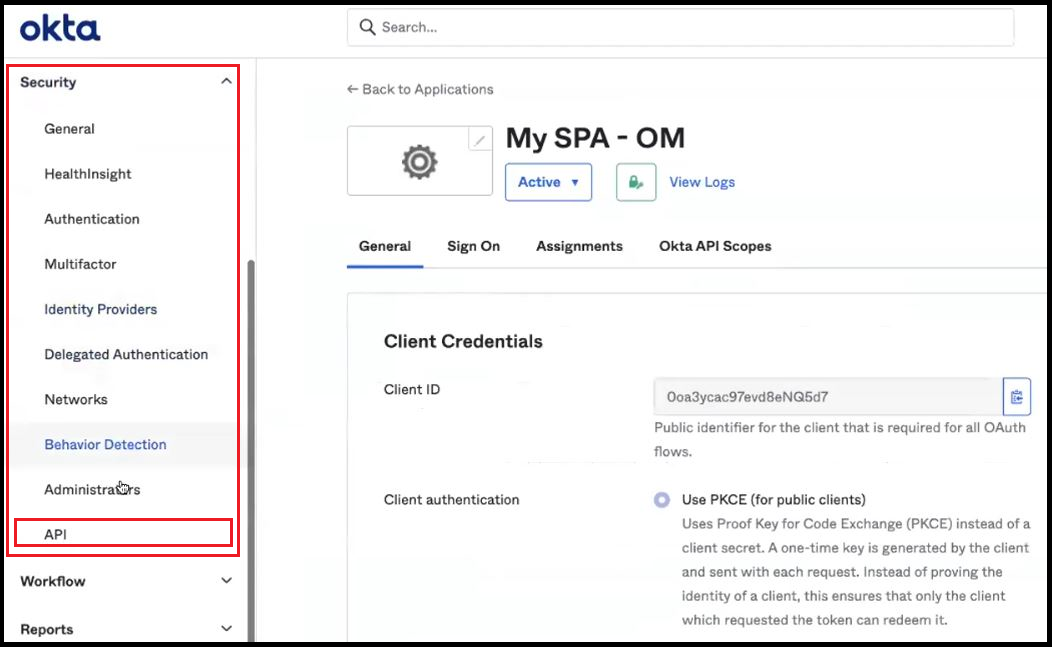 okta
Search...
Security
General
HealthInsight
Authentication
Multifactor
Identity Providers
Delegated Authentication
Networks
Behavior Detection
Administrators
API
Workflow
Reports
← Back to Applications
My SPA - OM
Active ▼
View Logs
General
Sign On
Assignments
Okta API Scopes
Client Credentials
Client ID
0oa3ycac97evd8eNQ5d7
Public identifier for the client that is required for all OAuth
flows.
Client authentication
Use PKCE (for public clients)
Uses Proof Key for Code Exchange (PKCE) instead of a
client secret. A one-time key is generated by the client
and sent with each request. Instead of proving the
identity of a client, this ensures that only the client
which requested the token can redeem it.